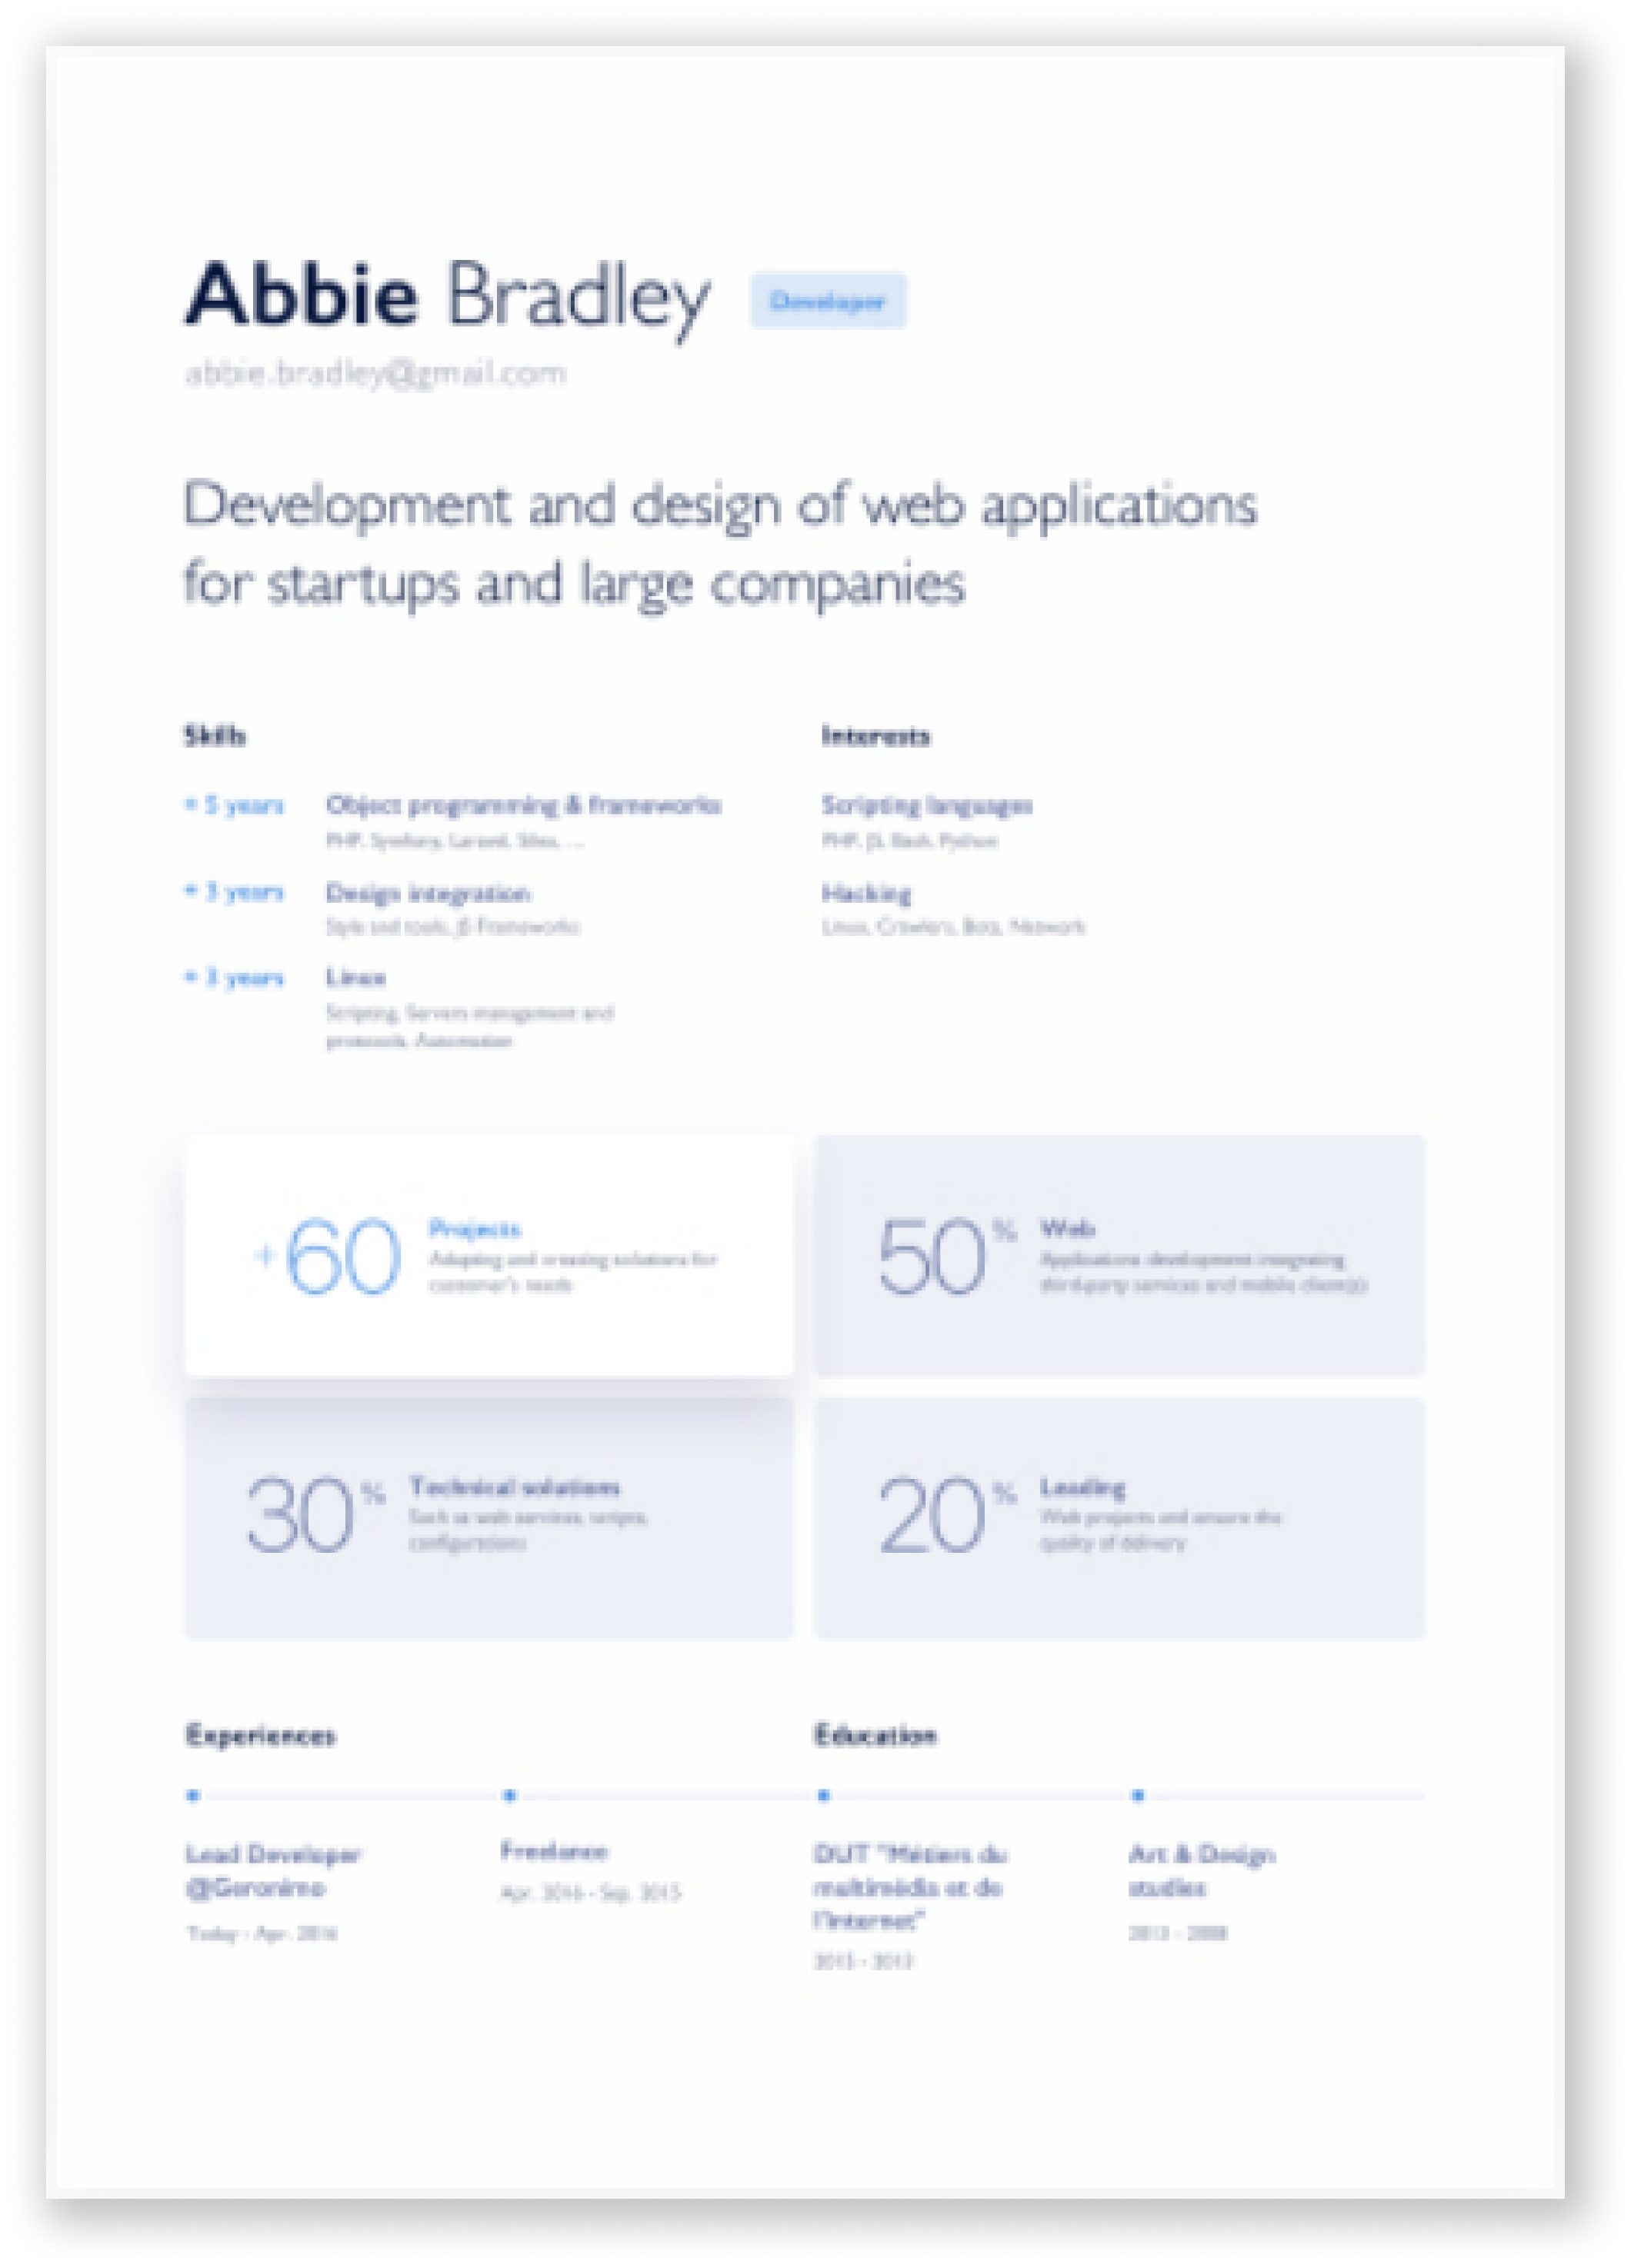 Abbie Bradley
Developer
abbie.bradley@gmail.com
Development and design of web applications
for startups and large companies
Skills
+ 5 years
Object programming & frameworks
PHP, Symfony, Laravel, Silex, ...
+ 3 years
Design integration
Style and tools, JS Frameworks
+ 3 years
Linux
Scripting, Servers management and
protocols, Automation
Interests
Scripting languages
PHP, JS, Bash, Python
Hacking
Linux, Crawlers, Bots, Network
+60
Projects
Adapting and creating solutions for
customer's needs
50%
Web
Applications development integrating
third-party services and mobile client(s)
30%
Technical solutions
Such as web services, scripts,
configurations
20%
Leading
Web projects and ensure the
quality of delivery
Experiences
Lead Developer
@Geronimo
Today - Apr. 2016
Freelance
Apr. 2016 - Sep. 2015
Education
DUT "Métiers du
multimédia et de
l'Internet"
Art & Design
studies